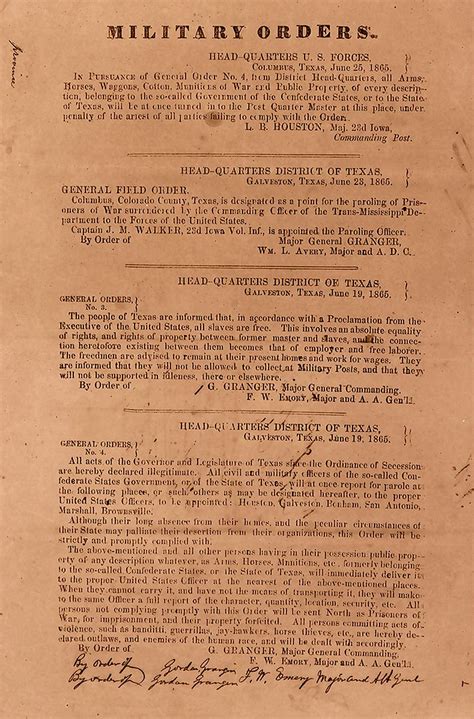 province
MILITARY ORDERS.
HEAD-QUARTERS U. S. FORCES,
COLUMBUS, TEXAS, June 25, 1865.
IN PURSUANCE of General Order No. 4, from District Head-Quarters, all Arms,
Horses, Waggons, Cotton, Munitions of War and Public Property, of every descrip-
tion, belonging to the so-called Government of the Confederate States, or to the State
of Texas, will be at once turned in to the Post Quarter Master at this place, under
penalty of the arrest of all parties failing to comply with the Order.
L. B. HOUSTON, Maj. 23d Iowa,
Commanding Post.
HEAD-QUARTERS DISTRICT OF TEXAS,
GALVESTON, TEXAS, June 23, 1865.
GENERAL FIELD ORDER.
Columbus, Colorado County, Texas, is designated as a point for the paroling of Pris-
oners of War surrendered by the Commanding Officer of the Trans-Mississippi De-
partment to the Forces of the United States.
Captain J. M. WALKER, 23d Iowa Vol. Inf., is appointed the Paroling Officer.
By Order of Major General GRANGER,
WM. L. AVERY, Major and A. D. C.
HEAD-QUARTERS DISTRICT OF TEXAS,
GALVESTON, TEXAS, June 19, 1865.
GENERAL ORDERS,
No. 3.
The people of Texas are informed that, in accordance with a Proclamation from the
Executive of the United States, all slaves are free. This involves an absolute equality
of rights, and rights of property between former master and slaves, and the connec-
tion heretofore existing between them becomes that of employer and free laborer.
The freedmen are advised to remain at their present homes and work for wages. They
are informed that they will not be allowed to collect at Military Posts, and that they
will not be supported in idleness, there or elsewhere.
By Order of G. GRANGER, Major General Commanding.
F. W. EMORY, Major and A. A. Gen'l.
HEAD-QUARTERS DISTRICT OF TEXAS,
GALVESTON, TEXAS, June 19, 1865.
GENERAL ORDERS,
No. 4.
All acts of the Governor and Legislature of Texas since the Ordinance of Secession
are hereby declared illegitimate. All civil and military officers of the so-called Con-
federate States Government, or of the State of Texas, will at once report for parole at
the following place, or such others as may be designated hereafter, to the proper
United States Officers, to be appointed: Houston, Galveston, Bonham, San Antonio,
Marshall, Brownsville.
Although their long absence from their homes, and the peculiar circumstances of
their State may palliate their desertion from their organizations, this Order will be
strictly and promptly complied with.
The above-mentioned and all other persons having in their possession public prop-
erty of any description whatever, as Arms, Horses, Munitions, etc. formerly belonging
to the so-called Confederate States, or the State of Texas, will immediately deliver it
to the proper United States Officer at the nearest of the above-mentioned places.
When they cannot carry it, and have not the means of transporting it, they will make
to the same Officer a full report of the character, quantity, location, security, etc. All
persons not complying promptly with this Order will be sent North as Prisoners of
War, for imprisonment, and their property forfeited. All persons committing acts of
violence, such as banditti, guerrillas, jay-hawkers, horse thieves, etc., are hereby de-
clared outlaws, and enemies of the human race, and will be dealt with accordingly.
By Order of G. GRANGER, Major General Commanding,
F. W. EMORY, Major and A. A. Gen'l.
By order of Gordon Granger
By order of Gordon Granger F. W. Emery Major and A A Genl